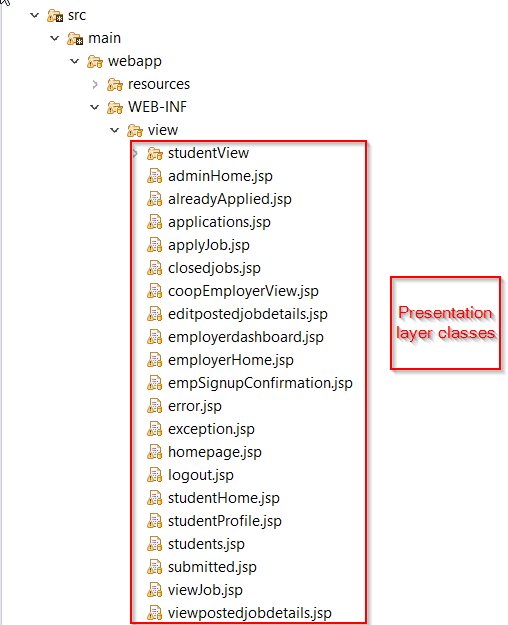 src
main
webapp
resources
WEB-INF
view
studentView
adminHome.jsp
alreadyApplied.jsp
applications.jsp
applyJob.jsp
closedjobs.jsp
coopEmployerView.jsp
editpostedjobdetails.jsp
employerdashboard.jsp
employerHome.jsp
empSignupConfirmation.jsp
error.jsp
exception.jsp
homepage.jsp
logout.jsp
studentHome.jsp
studentProfile.jsp
students.jsp
submitted.jsp
viewJob.jsp
viewpostedjobdetails.jsp
Presentation
layer classes